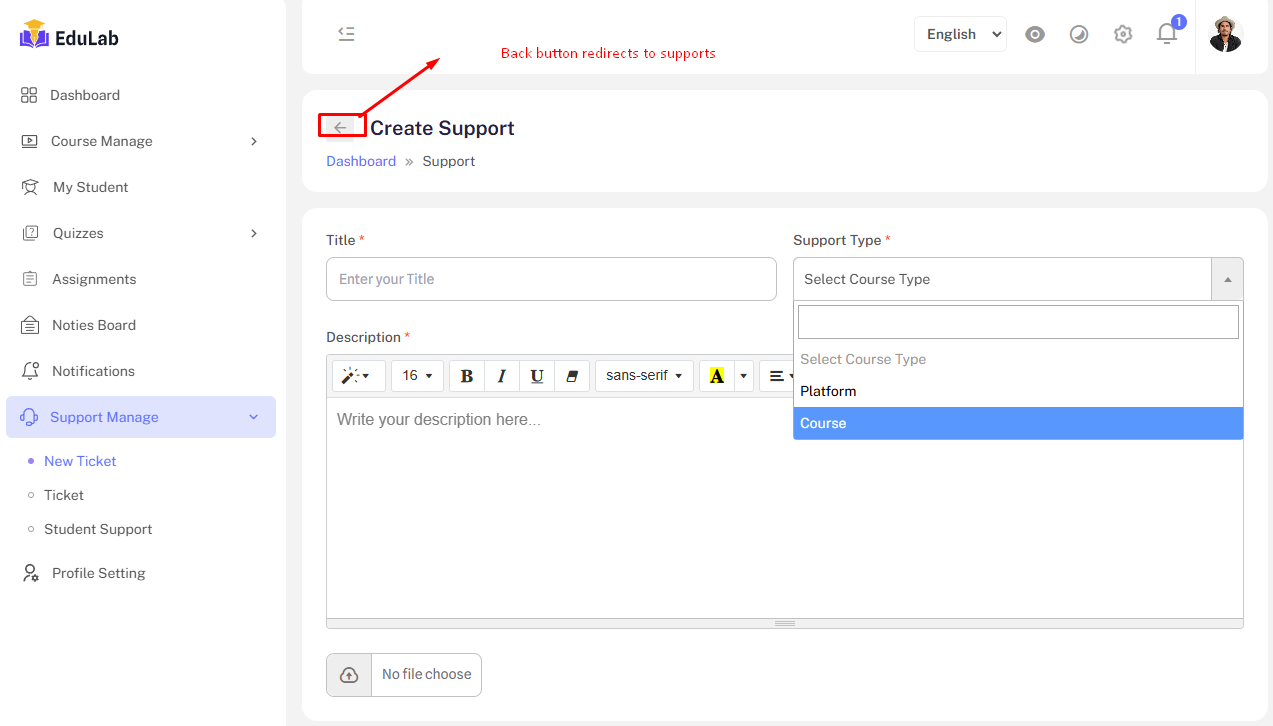 EduLab
Dashboard
Course Manage
My Student
Quizzes
Assignments
Noties Board
Notifications
Support Manage
New Ticket
Ticket
Student Support
Profile Setting
English
1
Back button redirects to supports
Create Support
Dashboard » Support
Title *
Enter your Title
Support Type *
Select Course Type
Select Course Type
Platform
Course
Description *
16 B I U sans-serif A
Write your description here...
No file choose